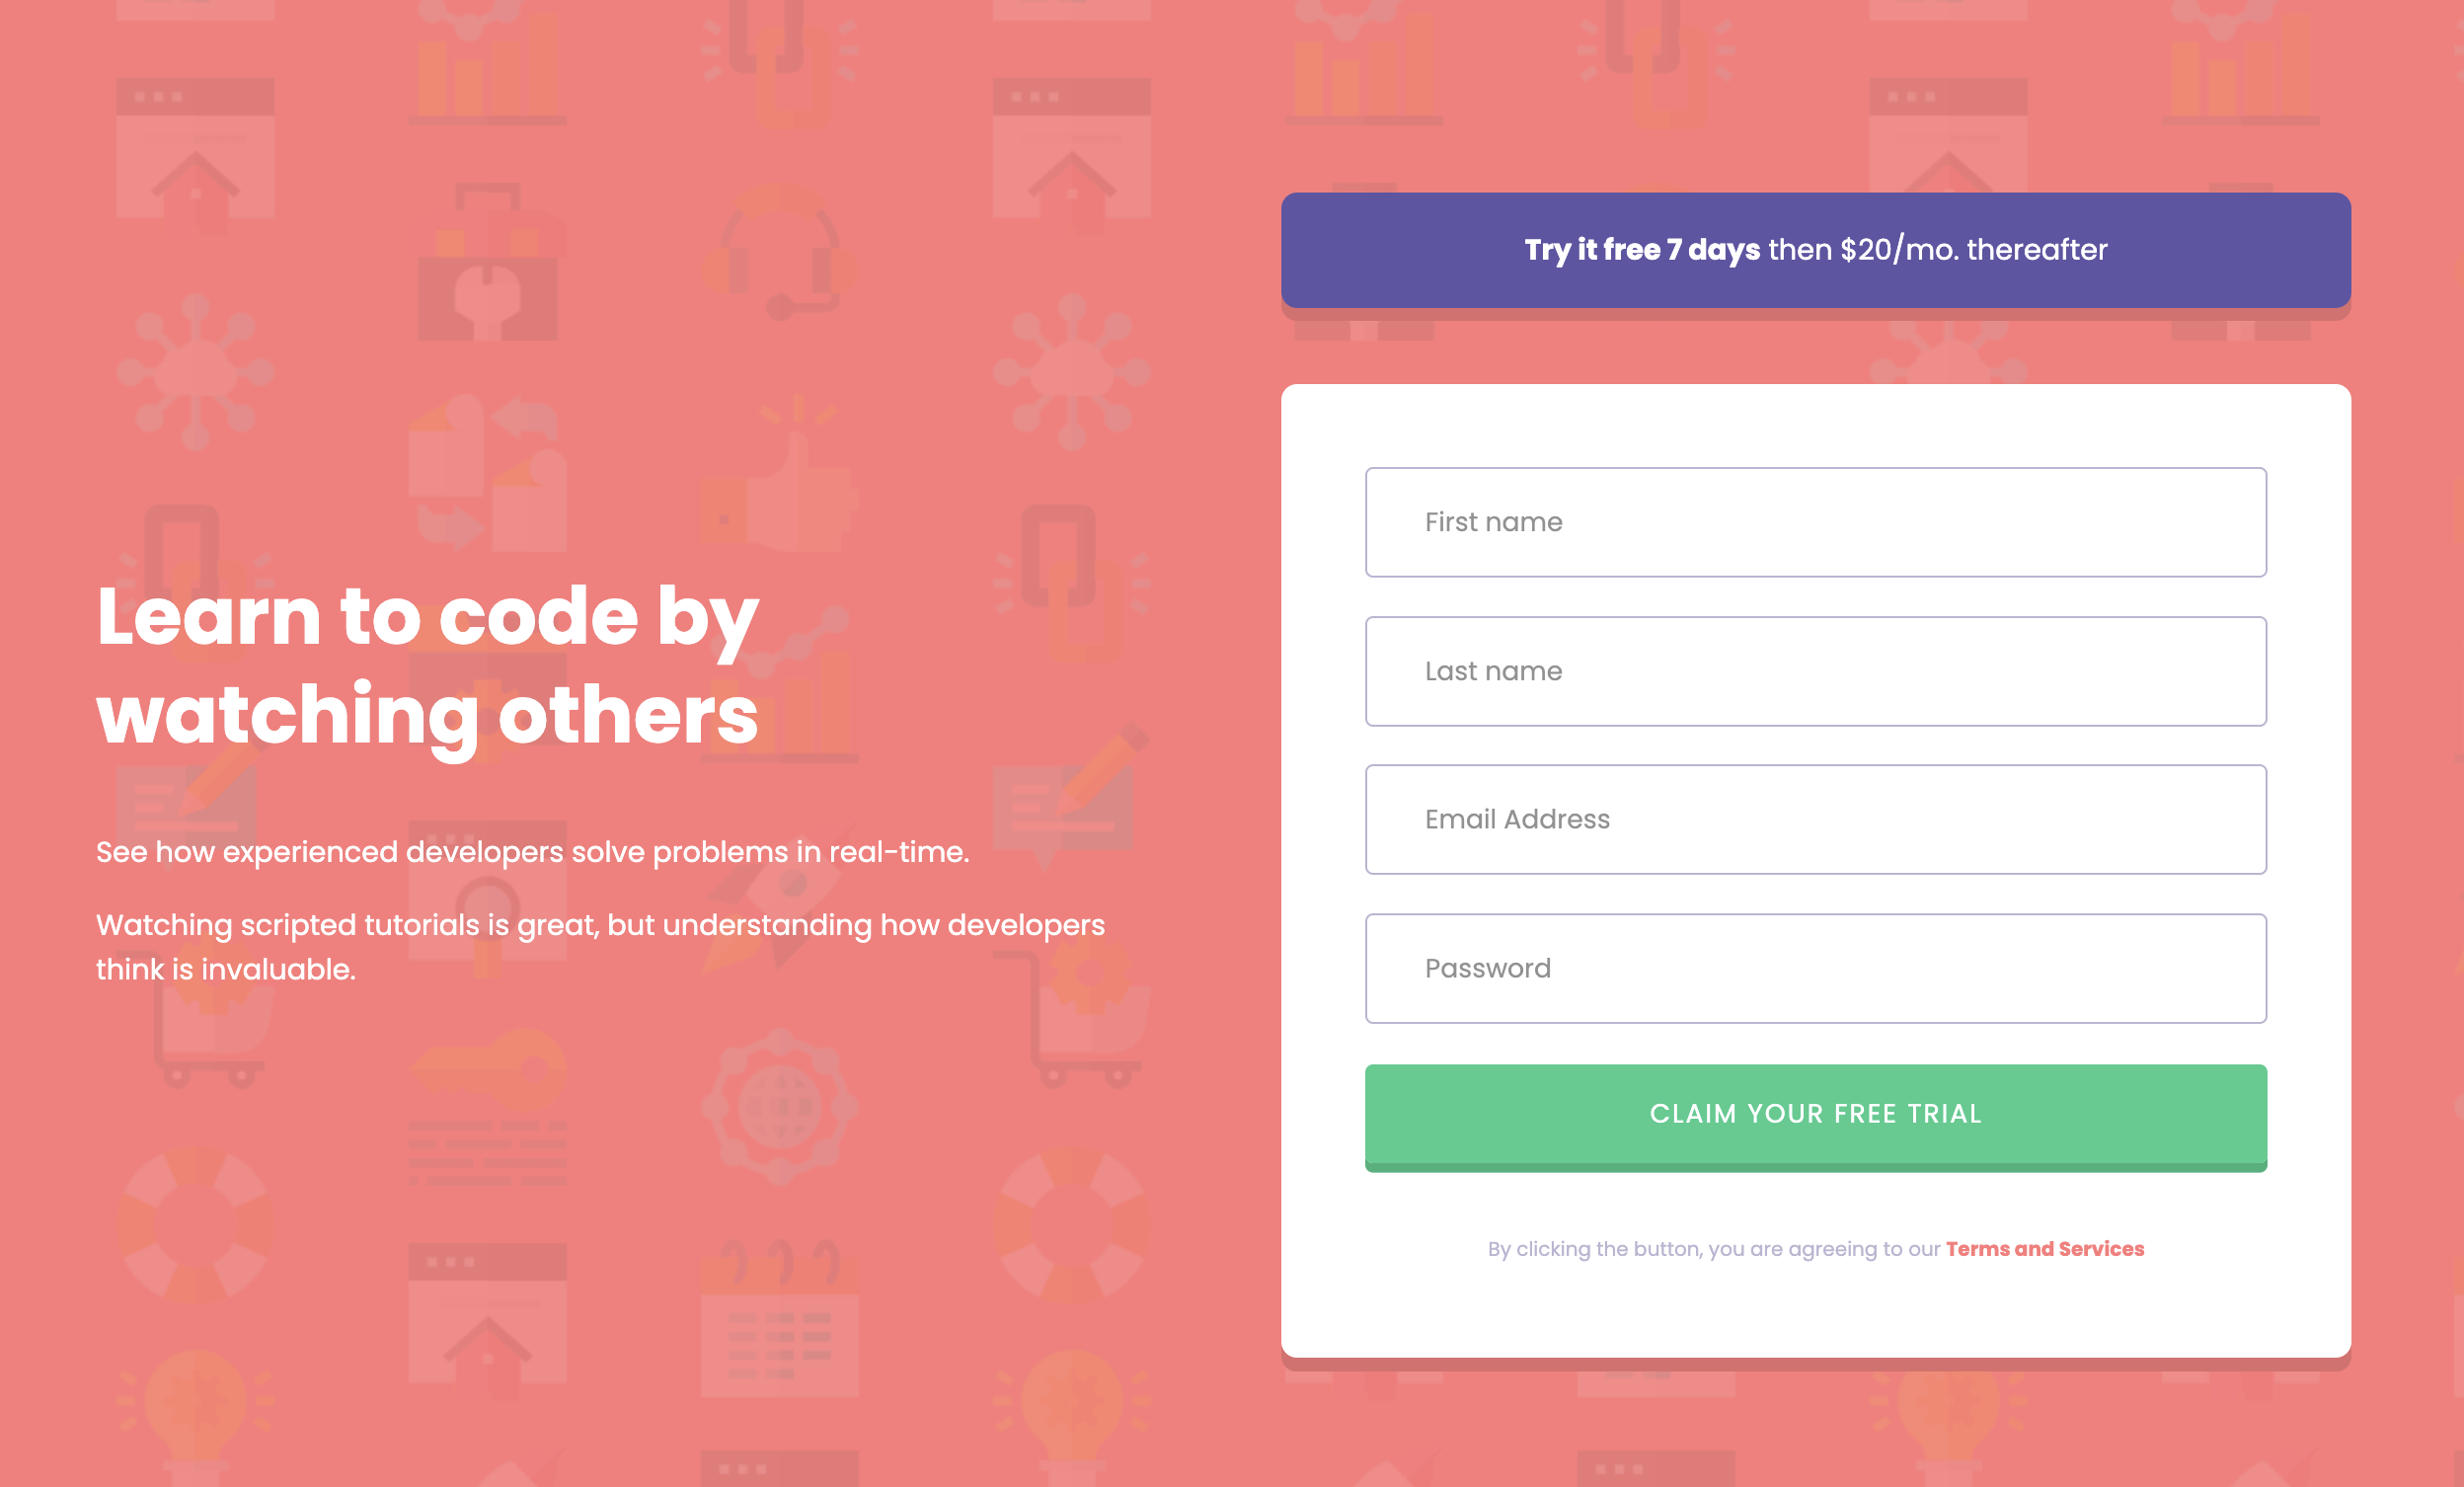 Learn to code by
watching others
See how experienced developers solve problems in real-time.
Watching scripted tutorials is great, but understanding how developers
think is invaluable.
Try it free 7 days then $20/mo. thereafter
First name
Last name
Email Address
Password
CLAIM YOUR FREE TRIAL
By clicking the button, you are agreeing to our Terms and Services